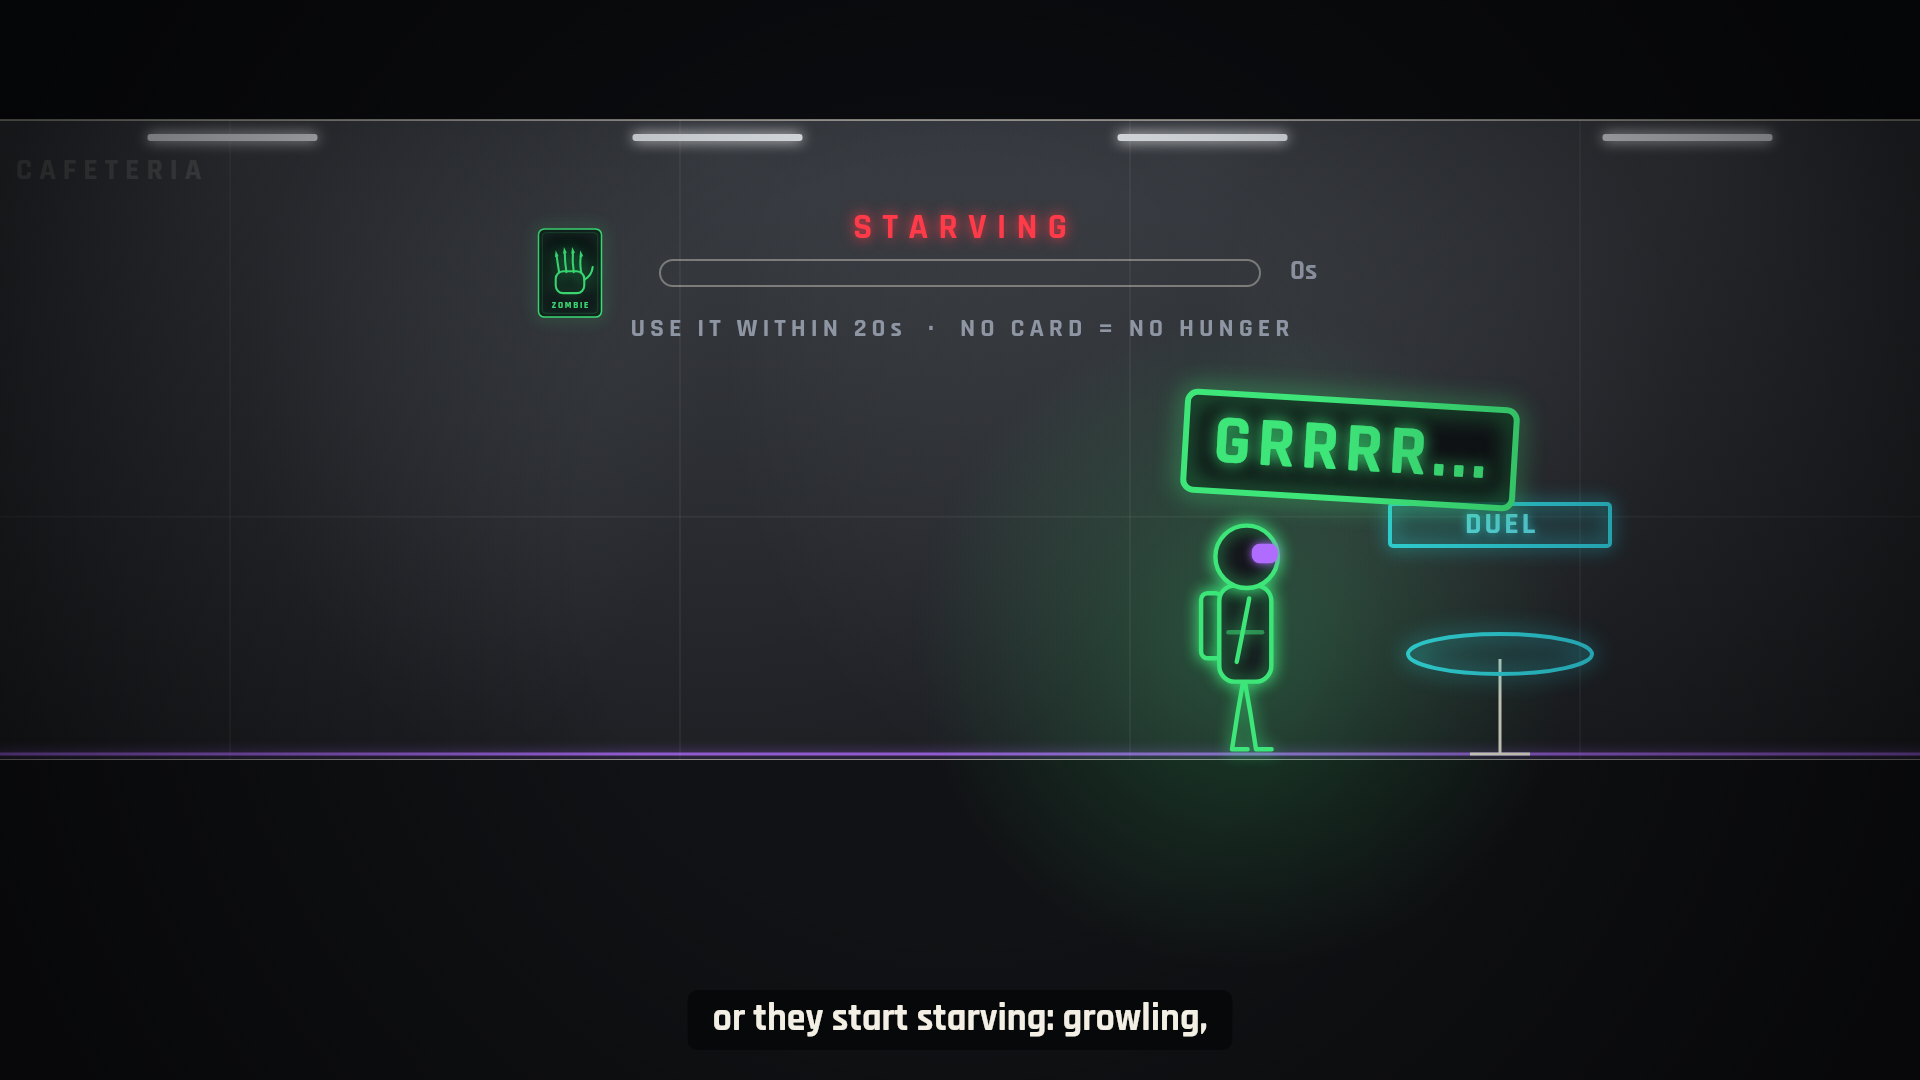 CAFETERIA
STARVING
ZOMBIE
0s
USE IT WITHIN 20s · NO CARD = NO HUNGER
GRRRR...
DUEL
or they start starving: growling,